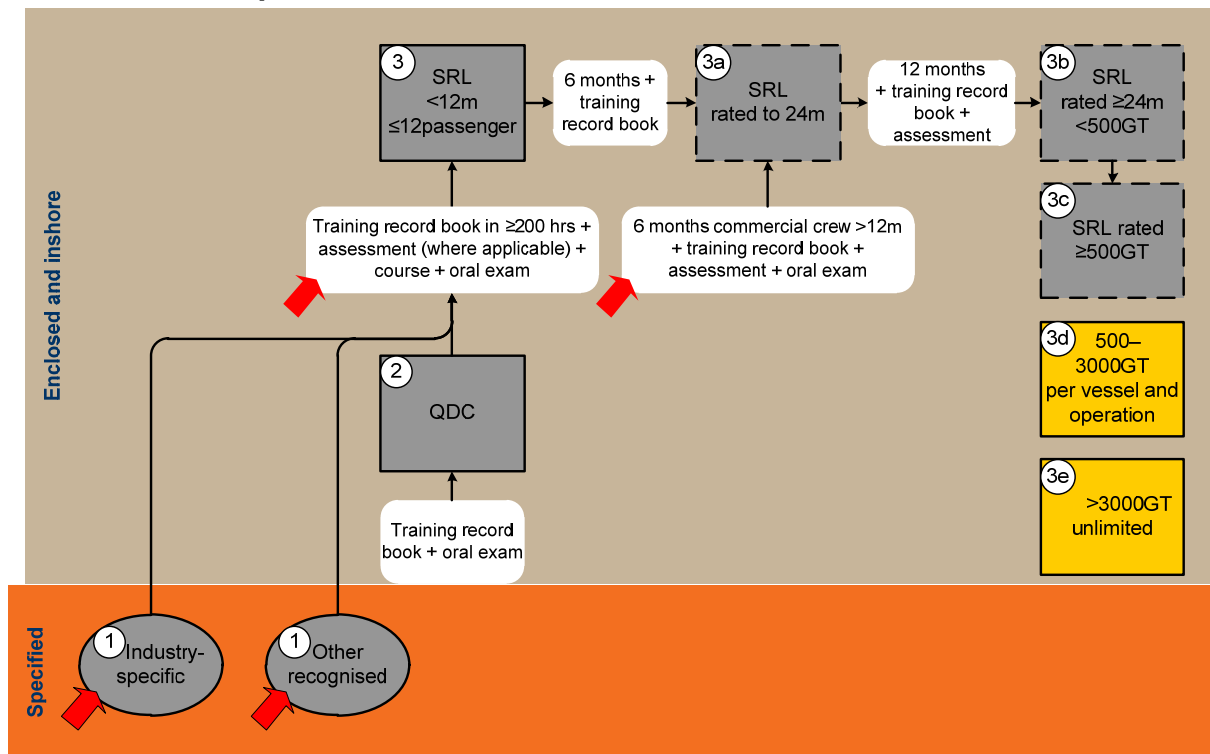 Enclosed and inshore
3
SRL
<12m
≤12passenger
6 months +
training
record book
3a
SRL
rated to 24m
12 months
+ training record
book +
assessment
3b
SRL
rated ≥24m
<500GT
3c
SRL rated
≥500GT
Training record book in ≥200 hrs +
assessment (where applicable) +
course + oral exam
6 months commercial crew >12m
+ training record book +
assessment + oral exam
3d
500–
3000GT
per vessel and
operation
2
QDC
3e
>3000GT
unlimited
Training record
book + oral exam
Specified
1
Industry-
specific
1
Other
recognised